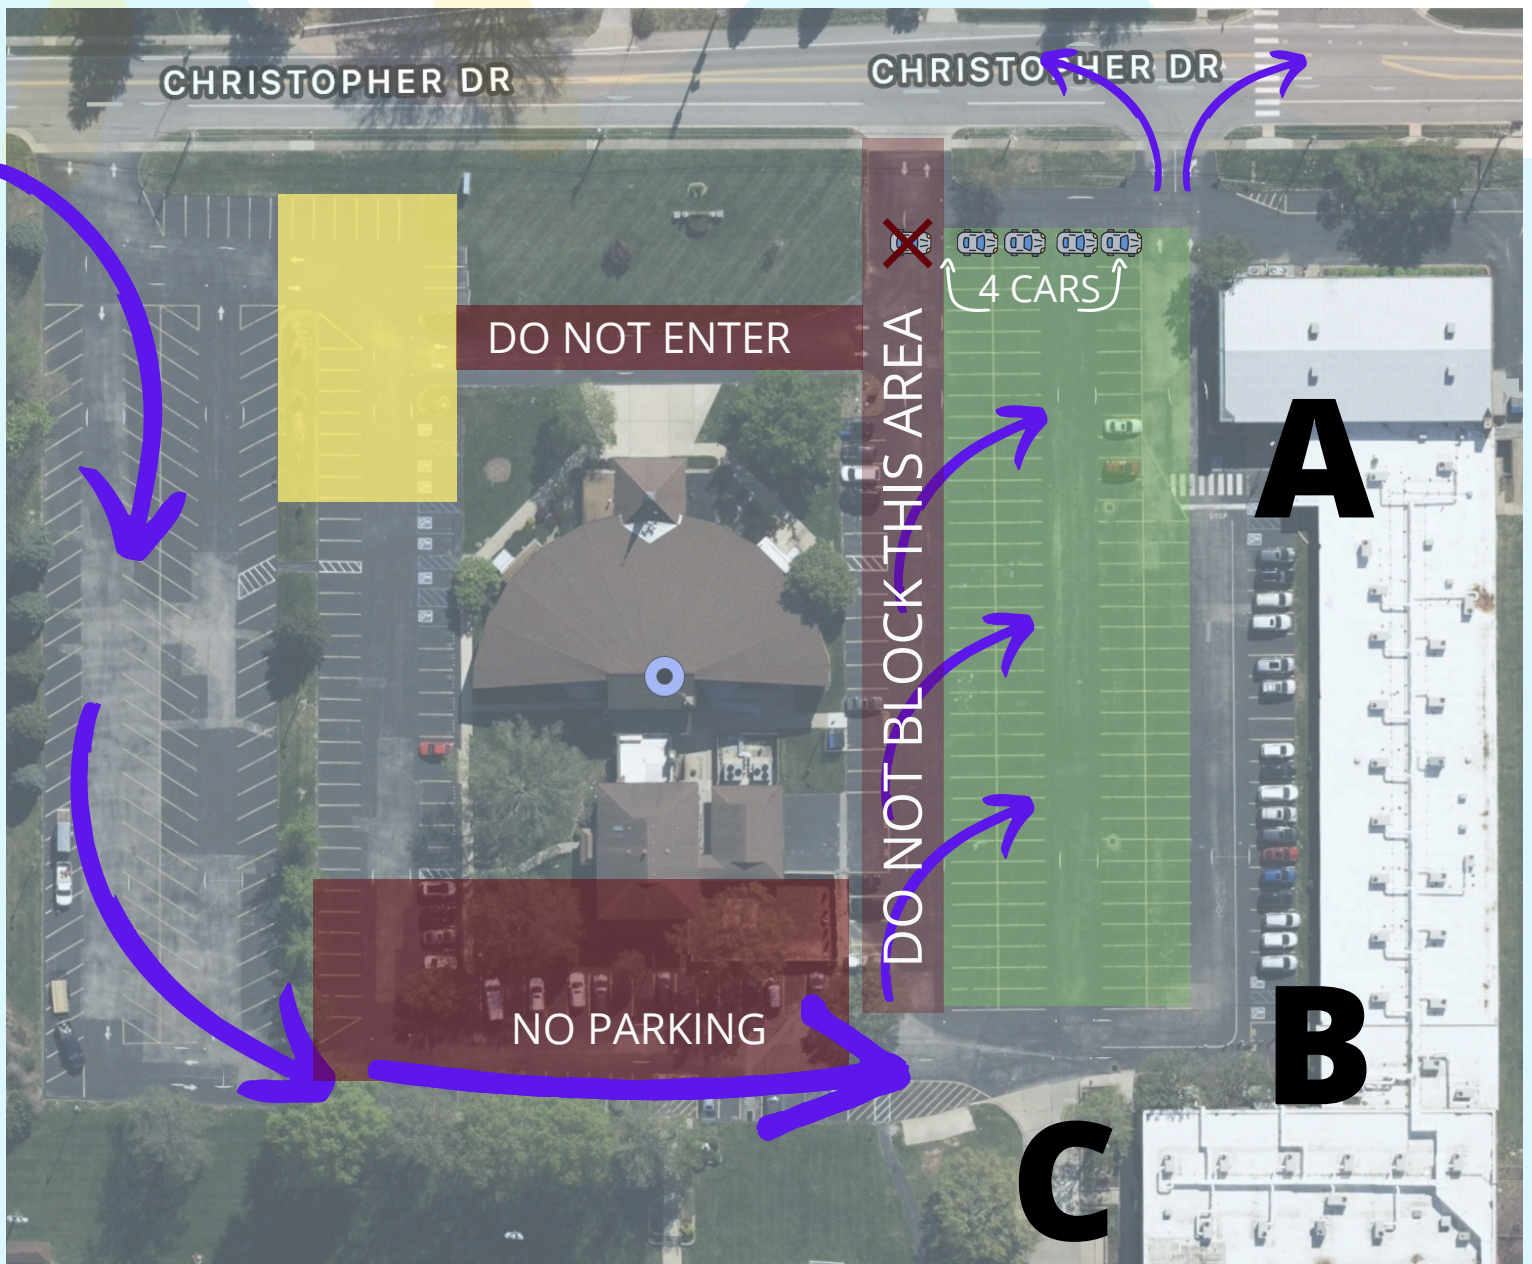 CHRISTOPHER DR
CHRISTOPHER DR
4 CARS
DO NOT ENTER
DO NOT BLOCK THIS AREA
A
NO PARKING
B
C